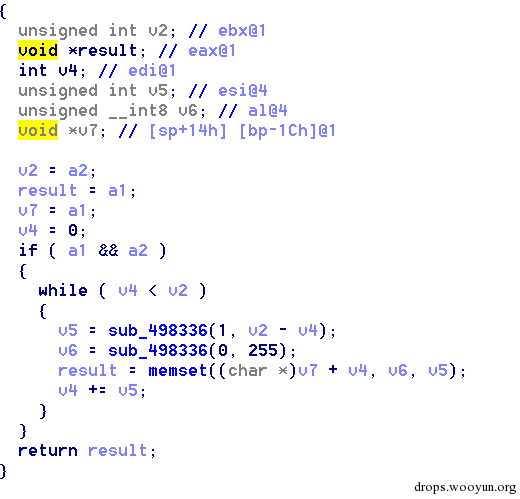 {
unsigned int v2; // ebx@1
void *result; // eax@1
int v4; // edi@1
unsigned int v5; // esi@4
unsigned __int8 v6; // al@4
void *v7; // [sp+14h] [bp-1Ch]@1
v2 = a2;
result = a1;
v7 = a1;
v4 = 0;
if ( a1 && a2 )
{
while ( v4 < v2 )
{
v5 = sub_498336(1, v2 - v4);
v6 = sub_498336(0, 255);
result = memset((char *)v7 + v4, v6, v5);
v4 += v5;
}
}
return result;
}
drops.wooyun.org